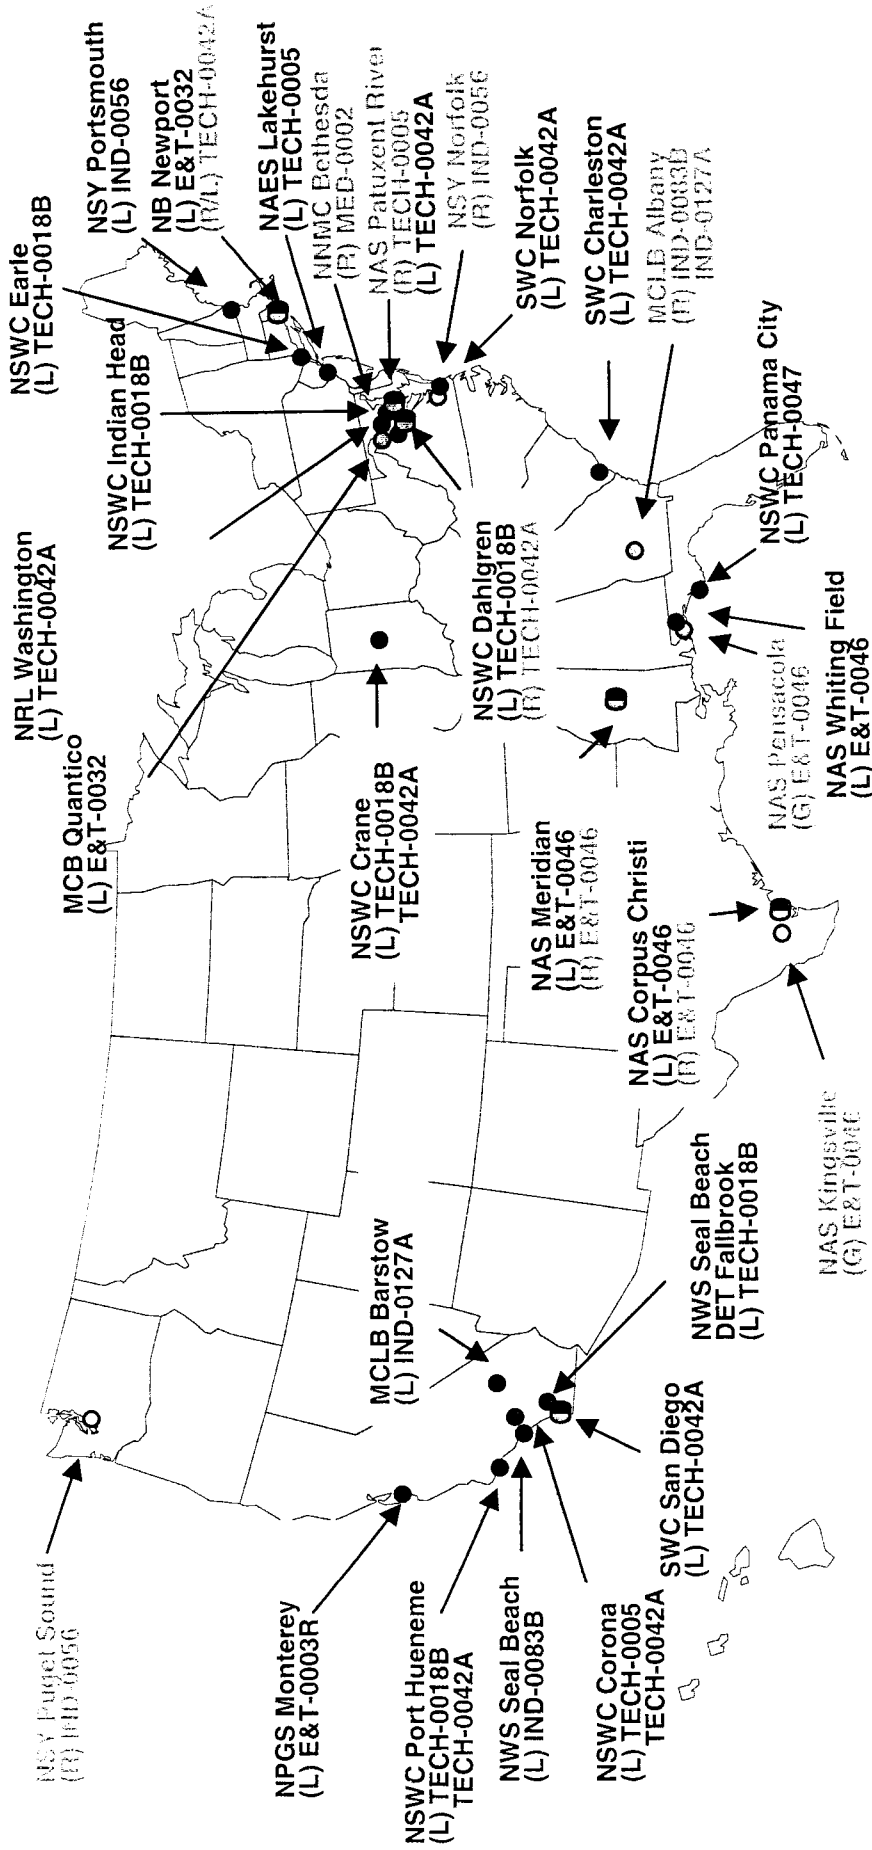 NSY Puget Sound
(R) IND-0056
NPGS Monterey
(L) E&T-0003R
NSWC Port Hueneme
(L) TECH-0018B
TECH-0042A
NWS Seal Beach
(L) IND-0083B
NSWC Corona
(L) TECH-0005
TECH-0042A
SWC San Diego
(L) TECH-0042A
MCLB Barstow
(L) IND-0127A
NWS Seal Beach
DET Fallbrook
(L) TECH-0018B
NAS Kingsville
(G) E&T-0046
NAS Corpus Christi
(L) E&T-0046
(R) E&T-0046
NAS Meridian
(L) E&T-0046
(R) E&T-0046
NSWC Crane
(L) TECH-0018B
TECH-0042A
MCB Quantico
(L) E&T-0032
NRL Washington
(L) TECH-0042A
NSWC Indian Head
(L) TECH-0018B
NSWC Earle
(L) TECH-0018B
NSY Portsmouth
(L) IND-0056
NB Newport
(L) E&T-0032
(R/L) TECH-0042A
NAES Lakehurst
(L) TECH-0005
NNMC Bethesda
(R) MED-0002
NAS Patuxent River
(R) TECH-0005
(L) TECH-0042A
NSY Norfolk
(R) IND-0056
SWC Norfolk
(L) TECH-0042A
NSWC Dahlgren
(L) TECH-0018B
(R) TECH-0042A
SWC Charleston
(L) TECH-0042A
MCLB Albany
(R) IND-0083B
IND-0127A
NSWC Panama City
(L) TECH-0047
NAS Pensacola
(G) E&T-0046
NAS Whiting Field
(L) E&T-0046